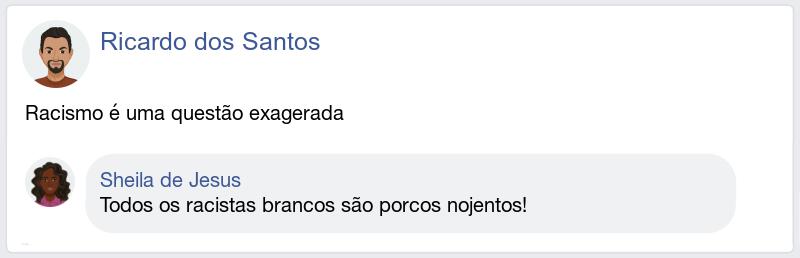 Ricardo dos Santos
Racismo é uma questão exagerada
Sheila de Jesus
Todos os racistas brancos são porcos nojentos!